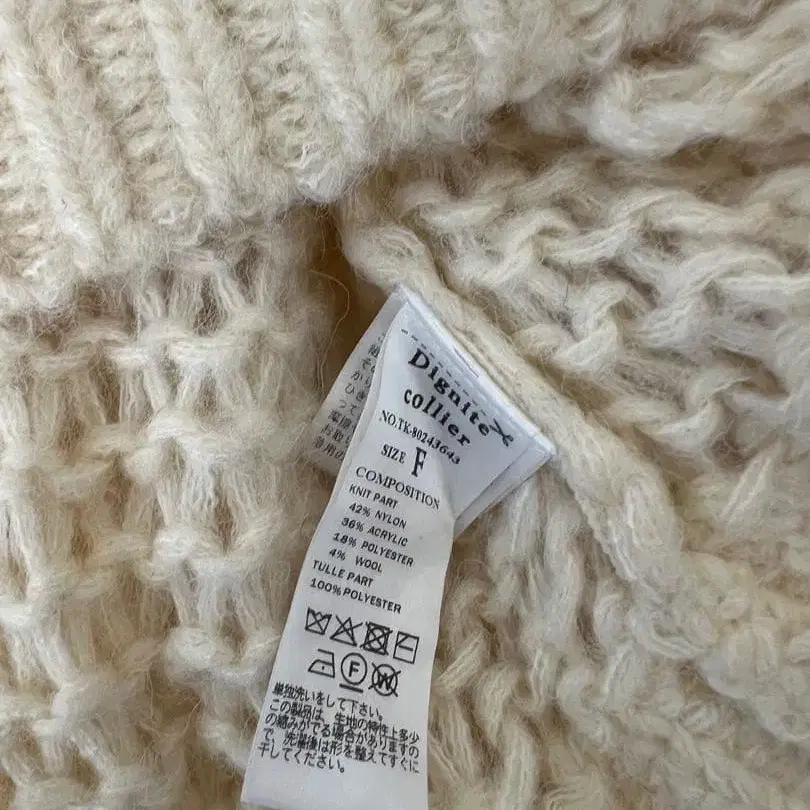 Dignite
collier
NO.TK-80243643
SIZE F
COMPOSITION
KNIT PART
42% NYLON
36% ACRYLIC
18% POLYESTER
4% WOOL
TULLE PART
100% POLYESTER
F W
単独洗いをして下さい。
この製品は、生地の特性上多少
の縮みがでる場合がありますの
で、洗濯後は形を整えてすぐに
干してください。